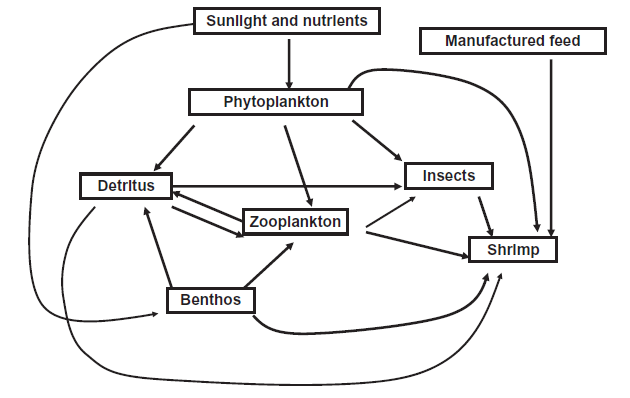 Sunlight and nutrients
Manufactured feed
Phytoplankton
Insects
Detritus
Zooplankton
Shrimp
Benthos